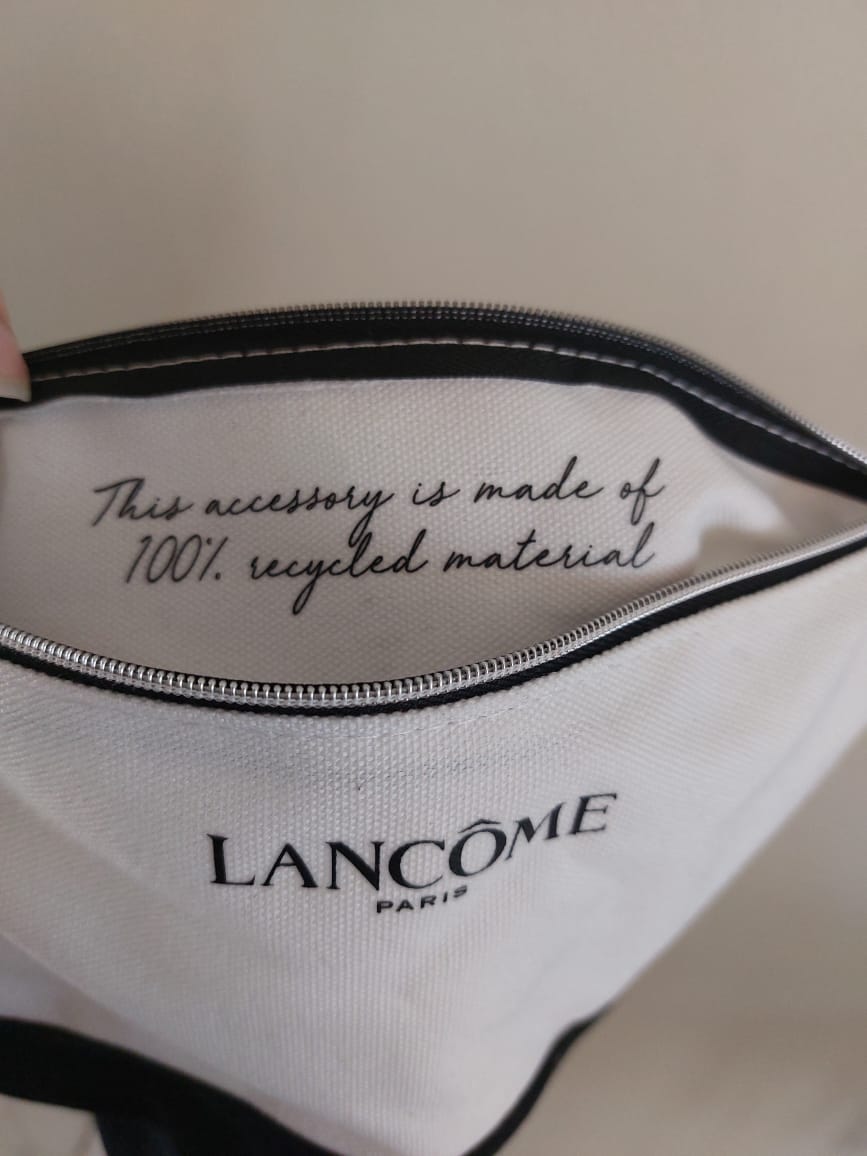 This accessory is made of
100% recycled material
LANCÔME
PARIS